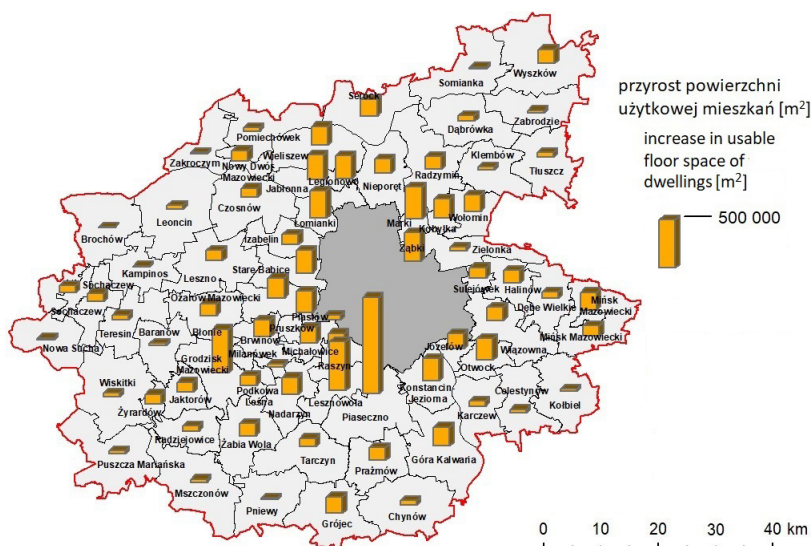 Wyszków
Somianka
Serock
Zabrodzie
Dąbrówka
Pomiechówek
Wieliszew
Klembów
Zakroczym
Nowy Dwór
Mazowiecki
Legionowo
Radzymin
Tłuszcz
Nieporęt
Jabłonna
Czosnów
Leoncin
Łomianki
Marki
Kobyłka
Wołomin
Brochów
Izabelin
Ząbki
Zielonka
Kampinos
Leszno
Stare Babice
Sulejówek
Halinów
Sochaczew
Ożarów Mazowiecki
Dębe Wielkie
Mińsk
Mazowiecki
Sochaczew
Teresin
Baranów
Błonie
Piastów
Pruszków
Mińsk Mazowiecki
Nowa Sucha
Brwinów
Józefów
Wiązowna
Grodzisk
Mazowiecki
Milanówek
Michałowice
Raszyn
Otwock
Wiskitki
Jaktorów
Podkowa
Leśna
Lesznowola
Konstancin
Jeziorna
Celestynów
Kołbiel
Żyrardów
Nadarzyn
Piaseczno
Karczew
Radziejowice
Żabia Wola
Tarczyn
Góra Kalwaria
Puszcza Mariańska
Prażmów
Mszczonów
Pniewy
Grójec
Chynów
przyrost powierzchni
użytkowej mieszkań [m²]
increase in usable
floor space of
dwellings [m²]
500 000
0 10 20 30 40 km